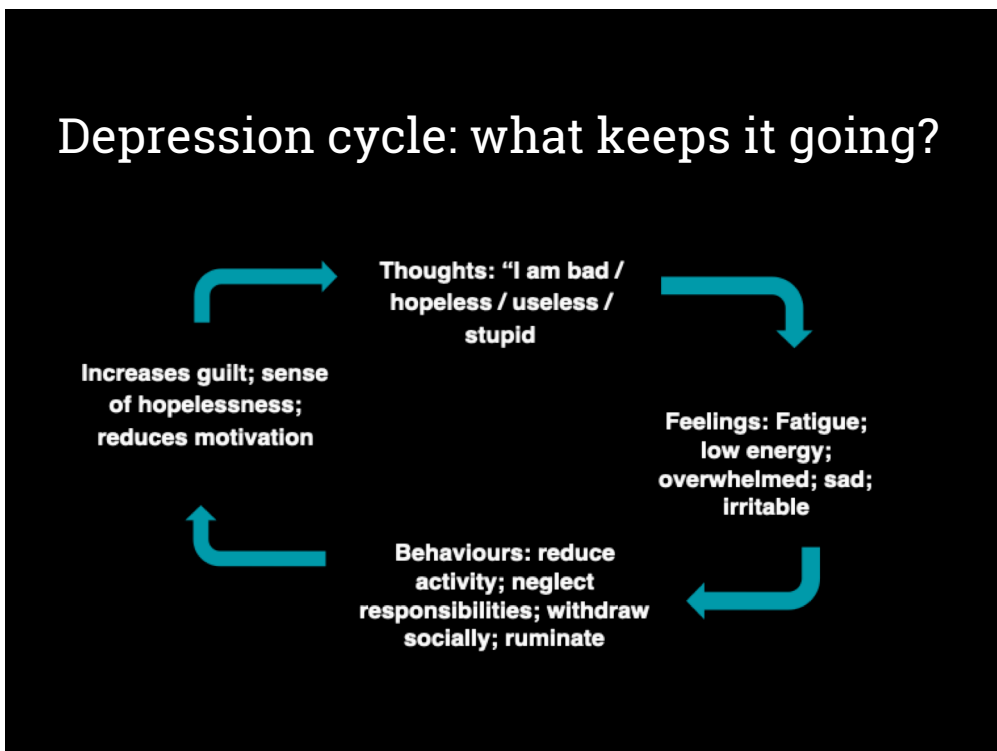 Depression cycle: what keeps it going?
Thoughts: “I am bad /
hopeless / useless /
stupid
Feelings: Fatigue;
low energy;
overwhelmed; sad;
irritable
Behaviours: reduce
activity; neglect
responsibilities; withdraw
socially; ruminate
Increases guilt; sense
of hopelessness;
reduces motivation